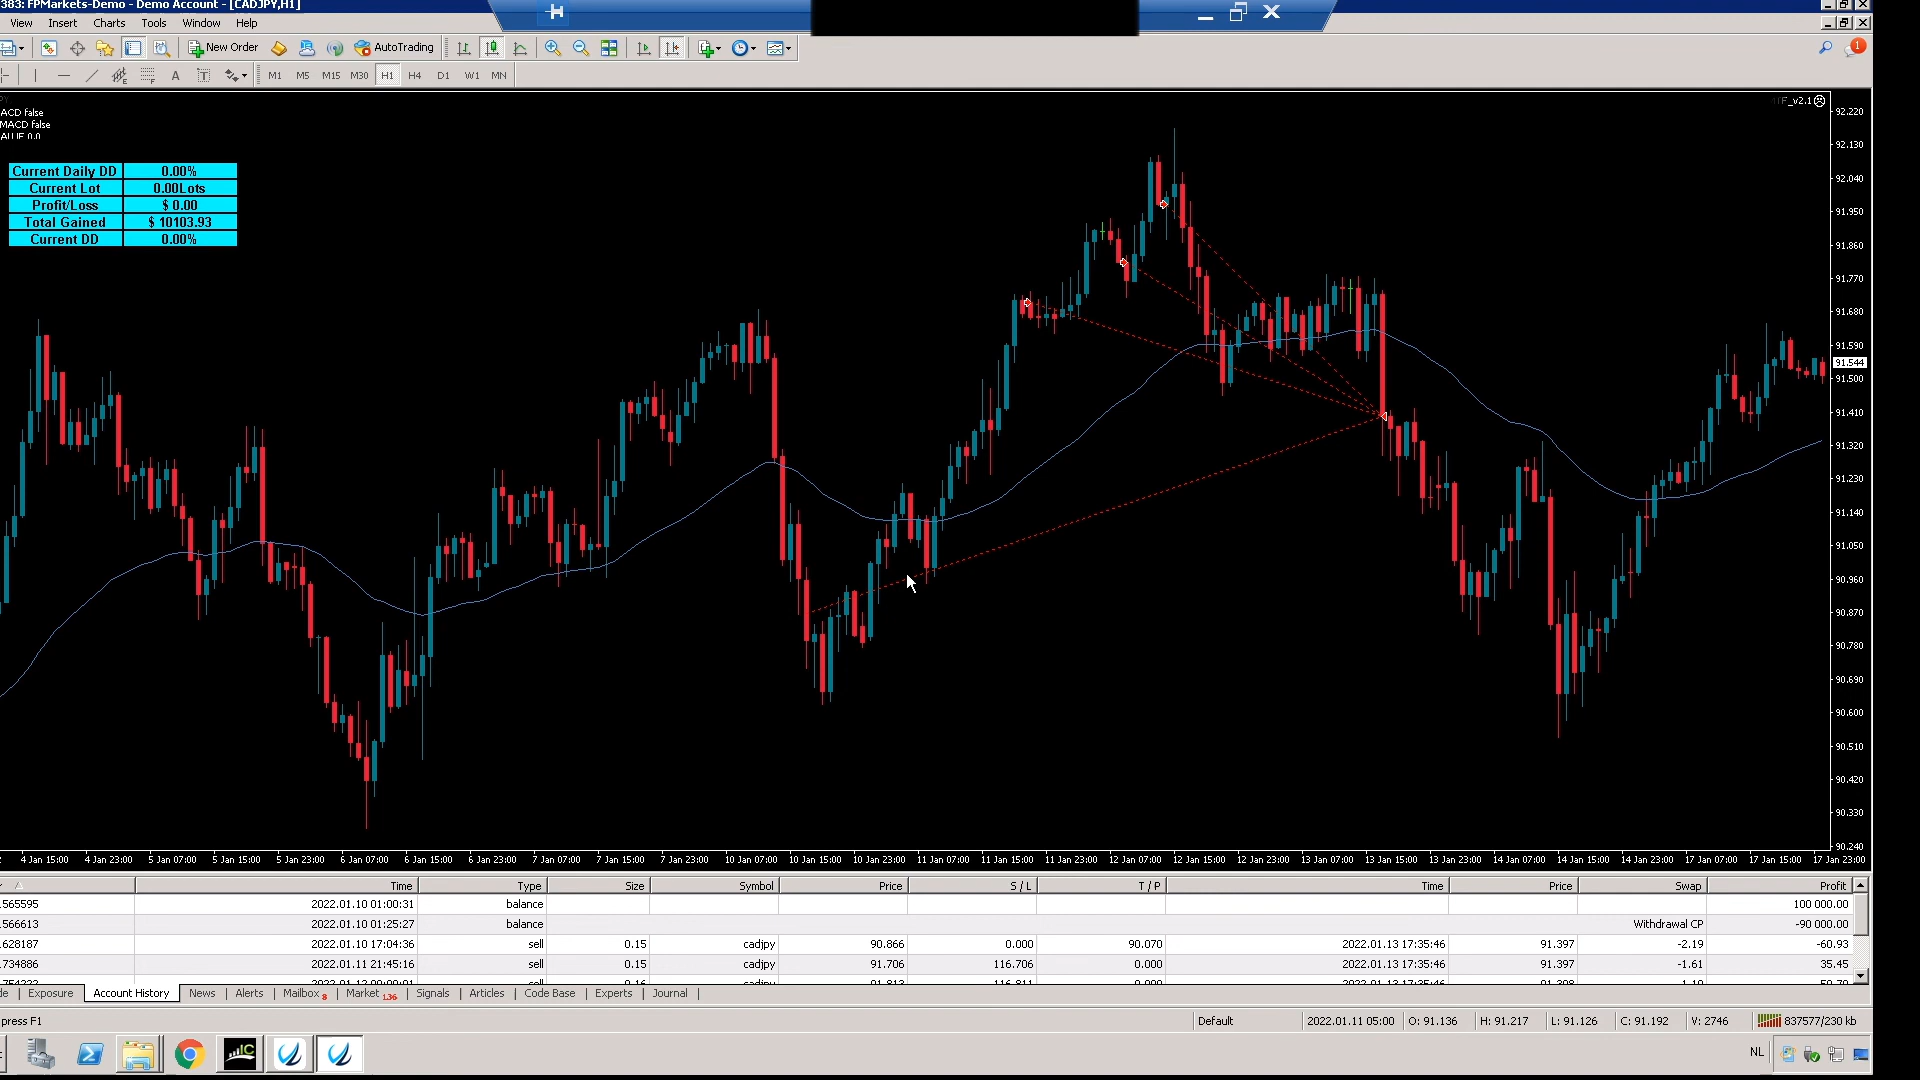 383: FPMarkets-Demo - Demo Account - [CADJPY,H1]
View Insert Charts Tools Window Help
New Order AutoTrading 1
A T M1 M5 M15 M30 H1 H4 D1 W1 MN
_v2.1
ACD false
MACD false
Current Daily DD 0.00%
Current Lot 0.00Lots
Profit/Loss $ 0.00
Total Gained $ 10103.93
Current DD 0.00%
92.220
92.130
92.040
91.950
91.860
91.770
91.680
91.590
91.544
91.500
91.410
91.320
91.230
91.140
91.050
90.960
90.870
90.780
90.690
90.600
90.510
90.420
90.330
90.240
4 Jan 15:00 4 Jan 23:00 5 Jan 07:00 5 Jan 15:00 5 Jan 23:00 6 Jan 07:00 6 Jan 15:00 6 Jan 23:00 7 Jan 07:00 7 Jan 15:00 7 Jan 23:00 10 Jan 07:00 10 Jan 15:00 10 Jan 23:00 11 Jan 07:00 11 Jan 15:00 11 Jan 23:00 12 Jan 07:00 12 Jan 15:00 12 Jan 23:00 13 Jan 07:00 13 Jan 15:00 13 Jan 23:00 14 Jan 07:00 14 Jan 15:00 14 Jan 23:00 17 Jan 07:00 17 Jan 15:00 17 Jan 23:00
Time Type Size Symbol Price S / L T / P Time Price Swap Profit
565595 2022.01.10 01:00:31 balance 100 000.00
566613 2022.01.10 01:25:27 balance Withdrawal CP -90 000.00
628187 2022.01.10 17:04:36 sell 0.15 cadjpy 90.866 0.000 90.070 2022.01.13 17:35:46 91.397 -2.19 -60.93
734886 2022.01.11 21:45:16 sell 0.15 cadjpy 91.706 116.706 0.000 2022.01.13 17:35:46 91.397 -1.61 35.45
de Exposure Account History News Alerts Mailbox 8 Market 136 Signals Articles Code Base Experts Journal
press F1 Default 2022.01.11 05:00 O: 91.136 H: 91.217 L: 91.126 C: 91.192 V: 2746 837577/230 kb
IC NL